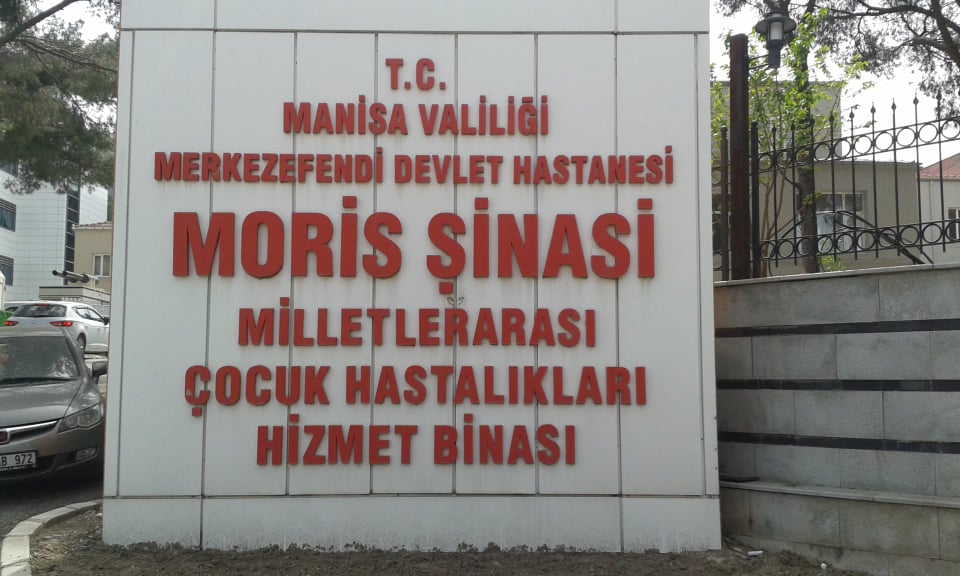 T.C.
MANİSA VALİLİĞİ
MERKEZEFENDİ DEVLET HASTANESİ
MORİS ŞİNASİ
MİLLETLERARASI
ÇOCUK HASTALIKLARI
HİZMET BİNASI
B 972